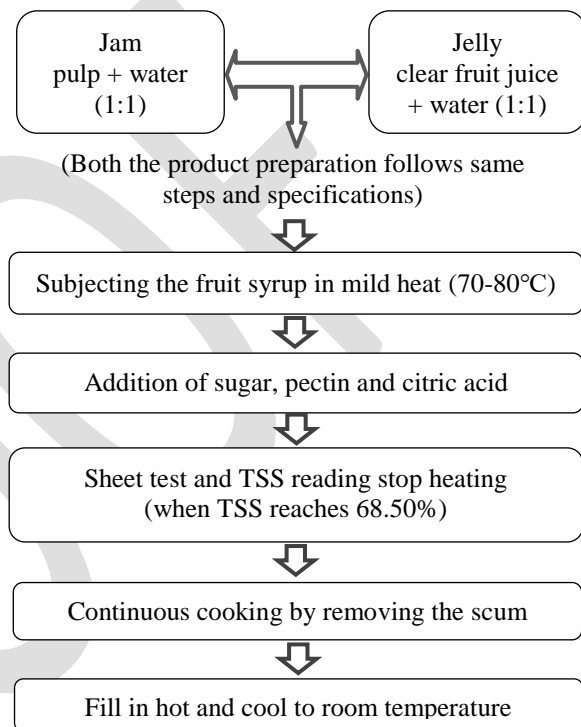 Jam
pulp + water
(1:1)
Jelly
clear fruit juice
+ water (1:1)
(Both the product preparation follows same
steps and specifications)
Subjecting the fruit syrup in mild heat (70-80℃)
Addition of sugar, pectin and citric acid
Sheet test and TSS reading stop heating
(when TSS reaches 68.50%)
Continuous cooking by removing the scum
Fill in hot and cool to room temperature